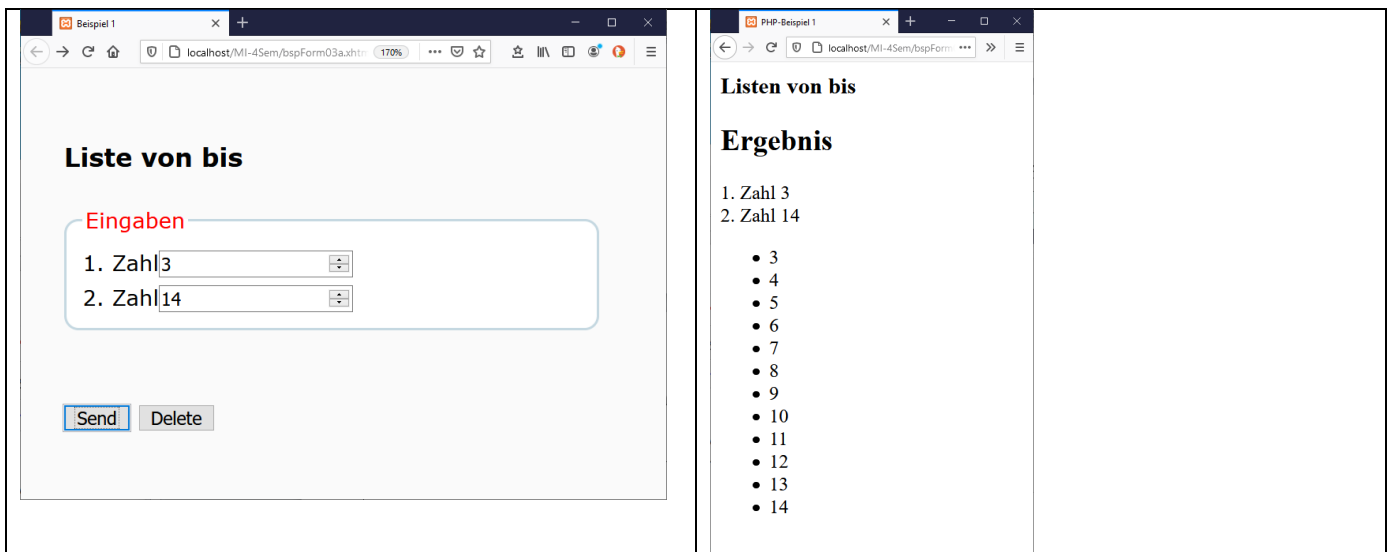 Beispiel 1
localhost/MI-4Sem/bspForm03a.xhtm
170%
Liste von bis
Eingaben
1. Zahl 3
2. Zahl 14
Send Delete
PHP-Beispiel 1
localhost/MI-4Sem/bspForm
Listen von bis
Ergebnis
1. Zahl 3
2. Zahl 14
3
4
5
6
7
8
9
10
11
12
13
14